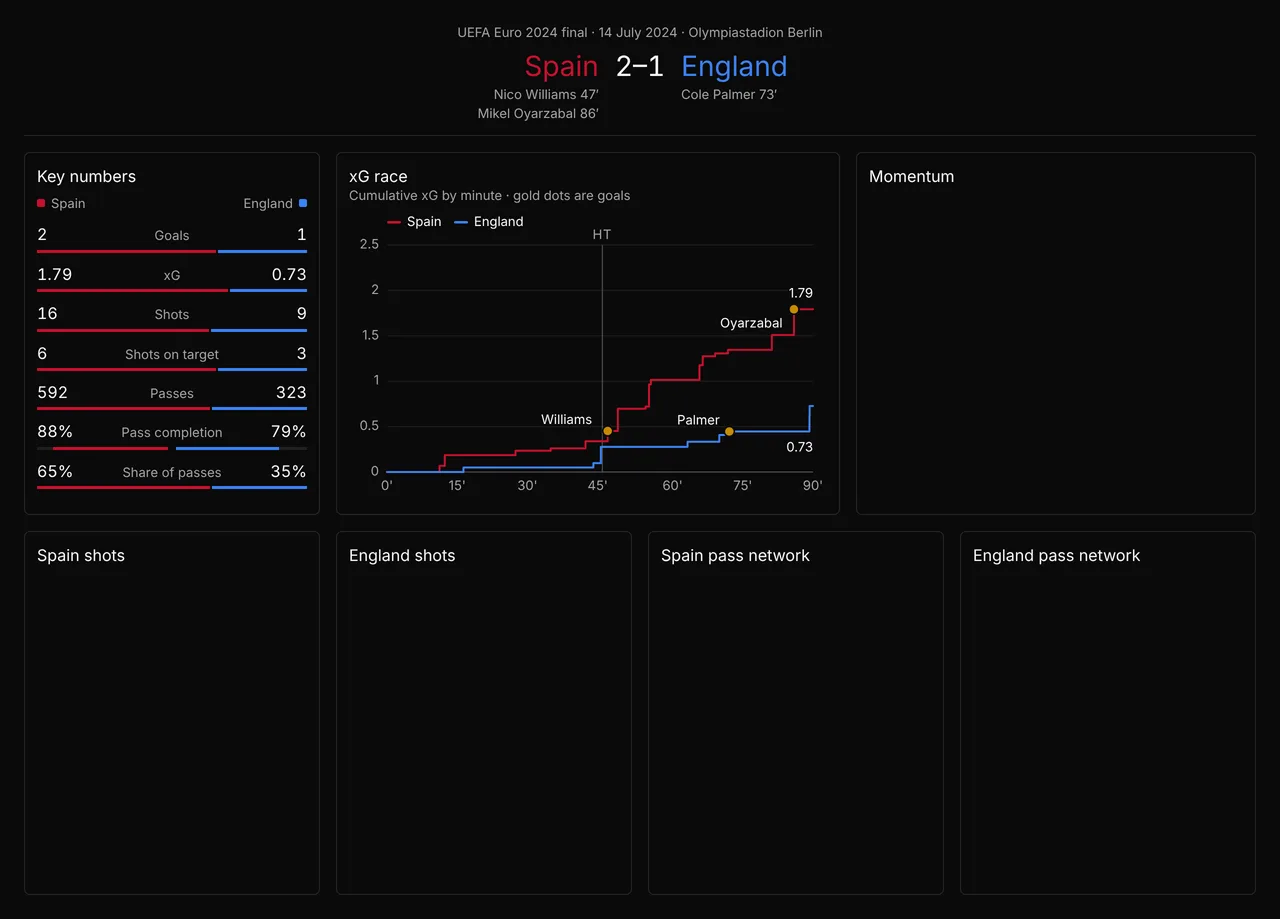 UEFA Euro 2024 final · 14 July 2024 · Olympiastadion Berlin
Spain 2–1 England
Nico Williams 47′ Cole Palmer 73′
Mikel Oyarzabal 86′
Key numbers
Spain England
2 Goals 1
1.79 xG 0.73
16 Shots 9
6 Shots on target 3
592 Passes 323
88% Pass completion 79%
65% Share of passes 35%
xG race
Cumulative xG by minute · gold dots are goals
Spain England
HT
2.5
2
1.5
1
0.5
0
1.79
Oyarzabal
Williams
Palmer
0.73
0' 15' 30' 45' 60' 75' 90'
Momentum
Spain shots
England shots
Spain pass network
England pass network